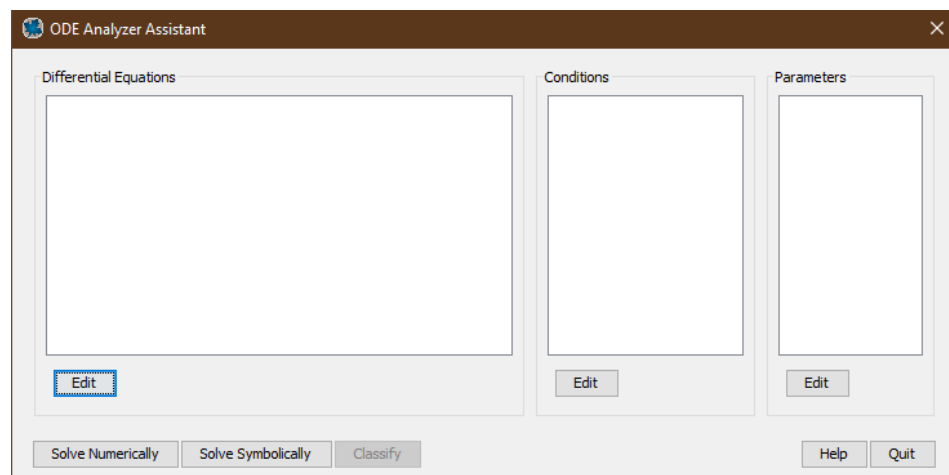 ODE Analyzer Assistant
Differential Equations
Conditions
Parameters
Edit
Edit
Edit
Solve Numerically
Solve Symbolically
Classify
Help
Quit